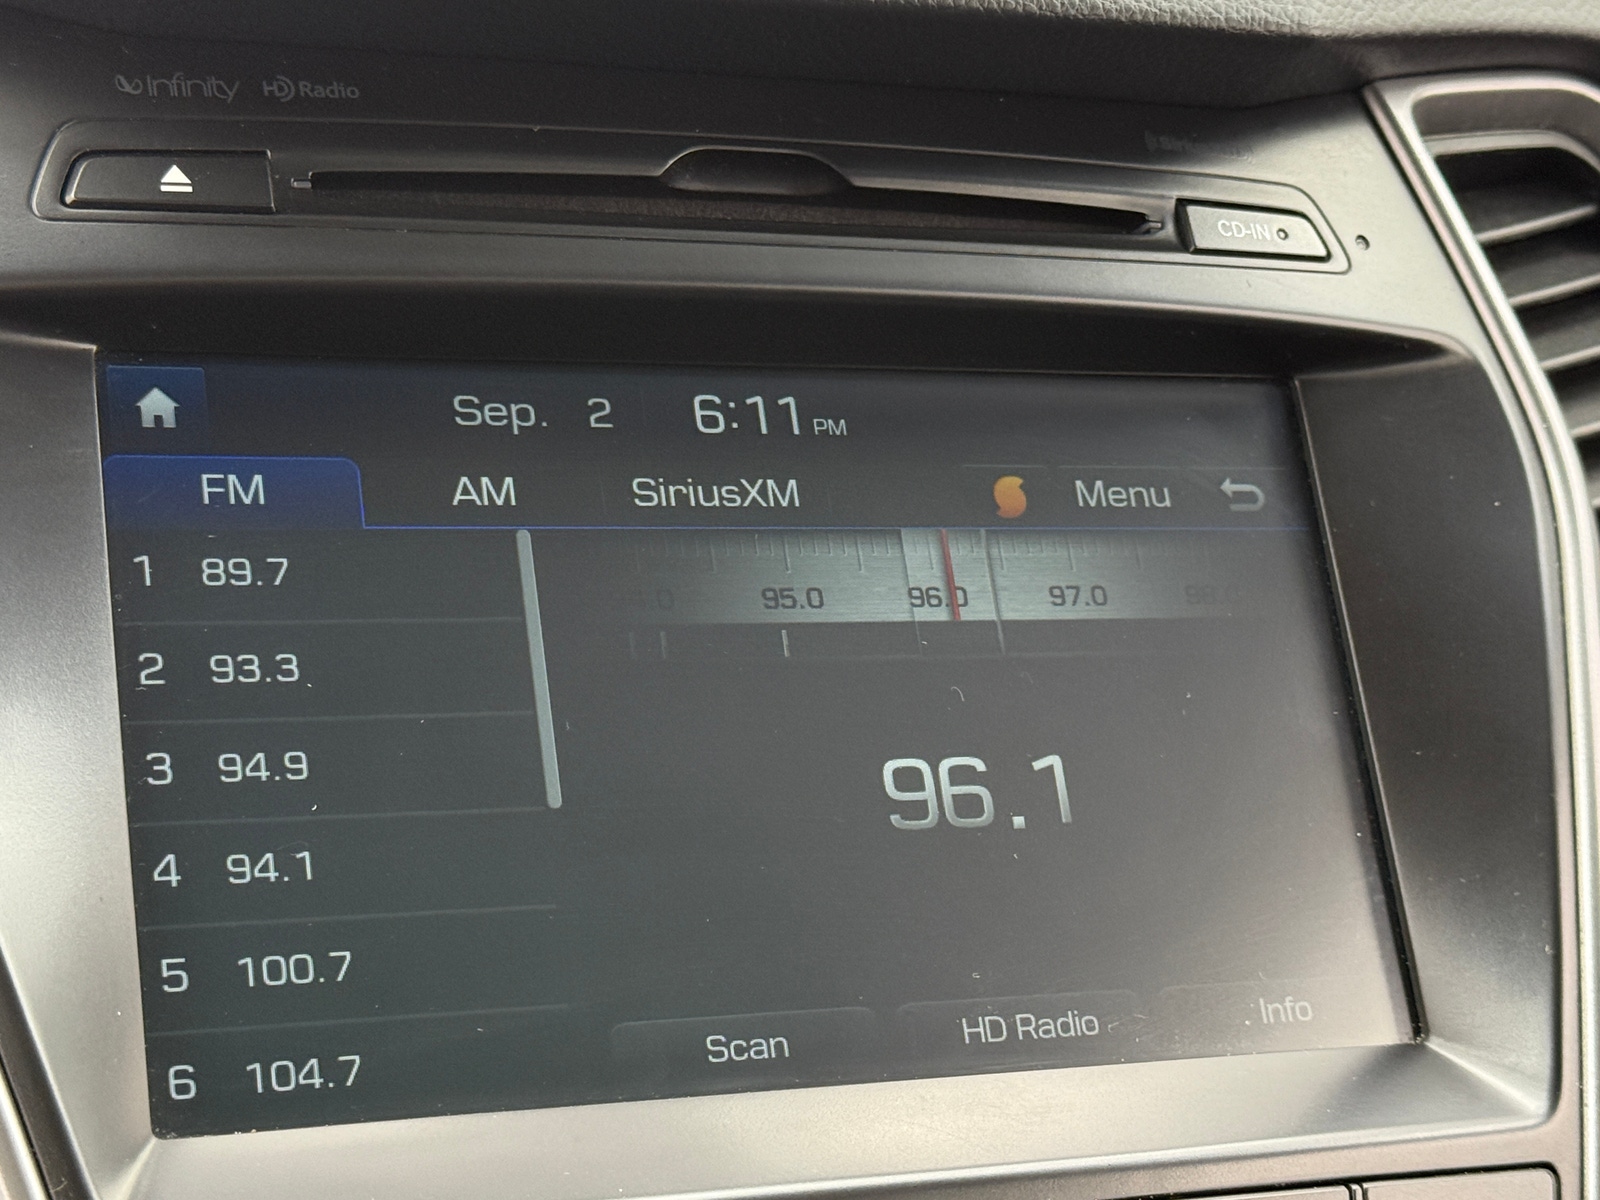 Infinity HD Radio
CD-IN
Sep. 2 6:11 PM
FM AM SiriusXM Menu
1 89.7
2 93.3
3 94.9
4 94.1
5 100.7
6 104.7
95.0 96.0 97.0
96.1
Scan HD Radio Info